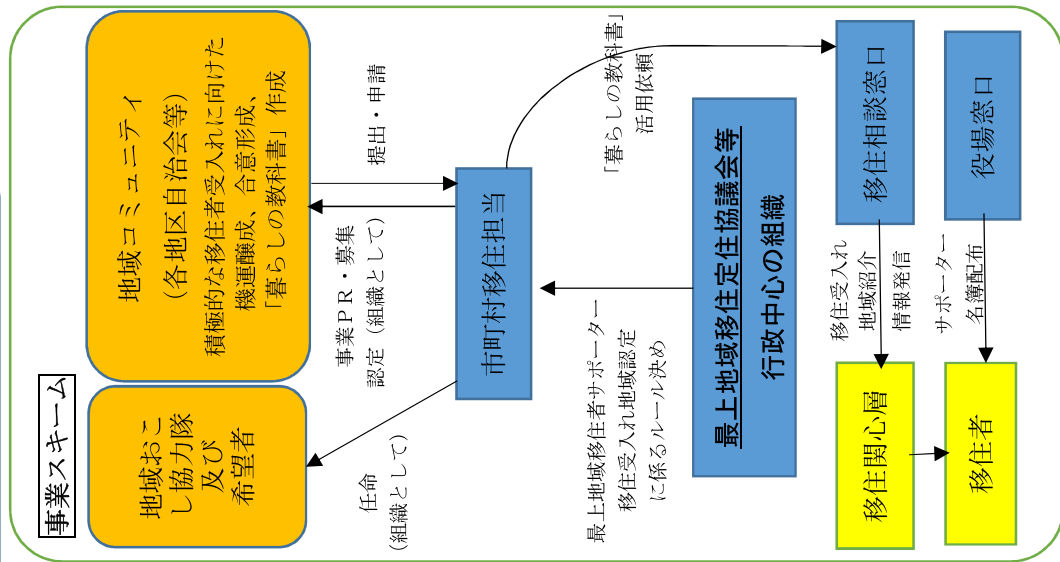 事業スキーム
地域おこ
し協力隊
及び
希望者
地域コミュニティ
(各地区自治会等)
積極的な移住者受入れに向けた
機運醸成、合意形成、
「暮らしの教科書」作成
任命
(組織として)
事業PR・募集
認定(組織として)
提出・申請
市町村移住担当
最上地域移住者サポーター
移住受入れ地域認定
に係るルール決め
「暮らしの教科書」
活用依頼
最上地域移住定住協議会等
行政中心の組織
移住関心層
移住受入れ
地域紹介
情報発信
移住相談窓口
移住者
サポーター
名簿配布
役場窓口